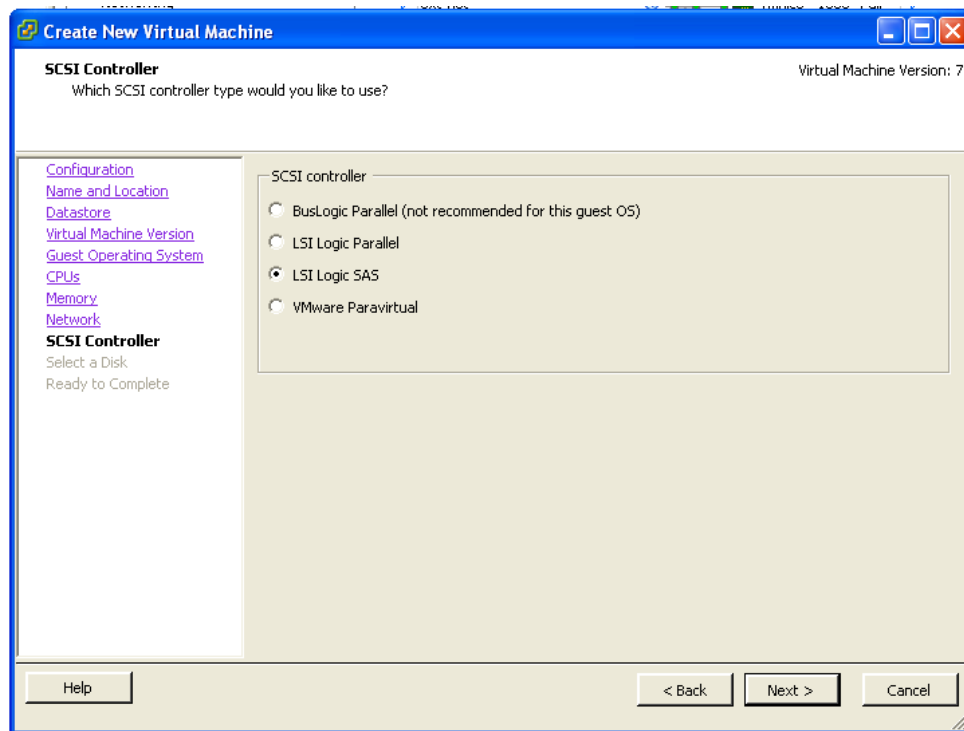 Create New Virtual Machine
SCSI Controller
Virtual Machine Version: 7
Which SCSI controller type would you like to use?
Configuration
Name and Location
Datastore
Virtual Machine Version
Guest Operating System
CPUs
Memory
Network
SCSI Controller
Select a Disk
Ready to Complete
SCSI controller
BusLogic Parallel (not recommended for this guest OS)
LSI Logic Parallel
LSI Logic SAS
VMware Paravirtual
Help
< Back
Next >
Cancel